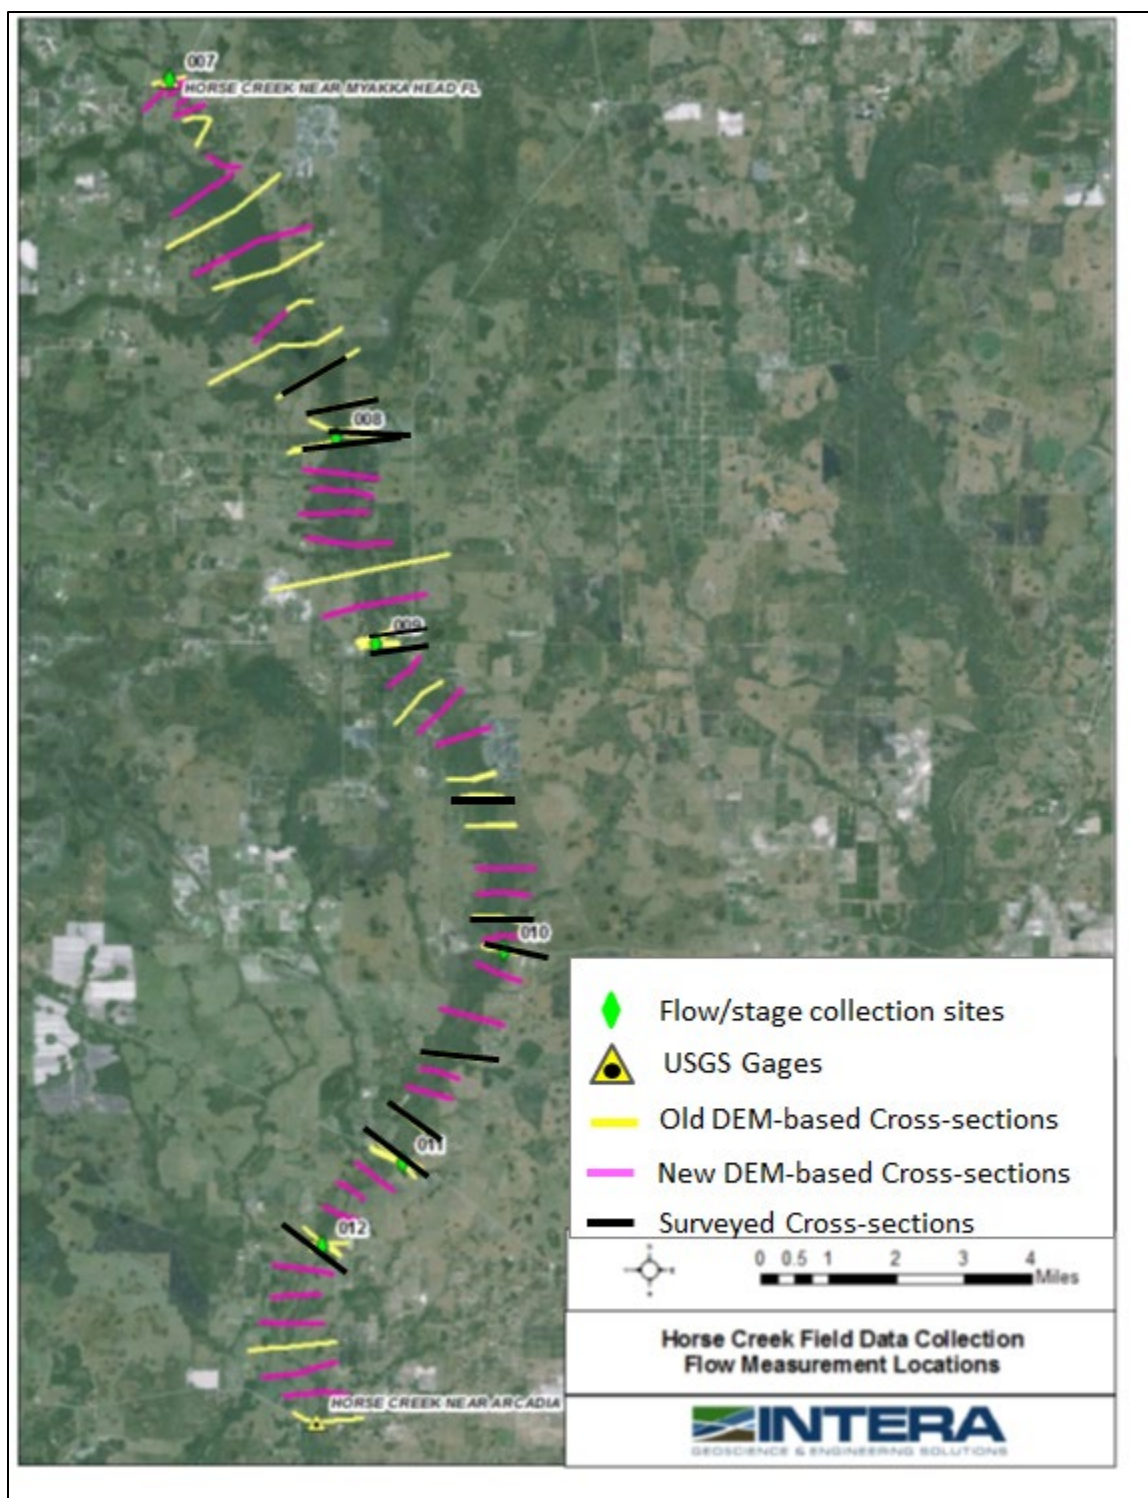 007
HORSE CREEK NEAR MYAKKA HEAD FL
008
009
010
011
012
HORSE CREEK NEAR ARCADIA
Flow/stage collection sites
USGS Gages
Old DEM-based Cross-sections
New DEM-based Cross-sections
Surveyed Cross-sections
0 0.5 1 2 3 4
Miles
Horse Creek Field Data Collection
Flow Measurement Locations
INTERA
GEOSCIENCE & ENGINEERING SOLUTIONS